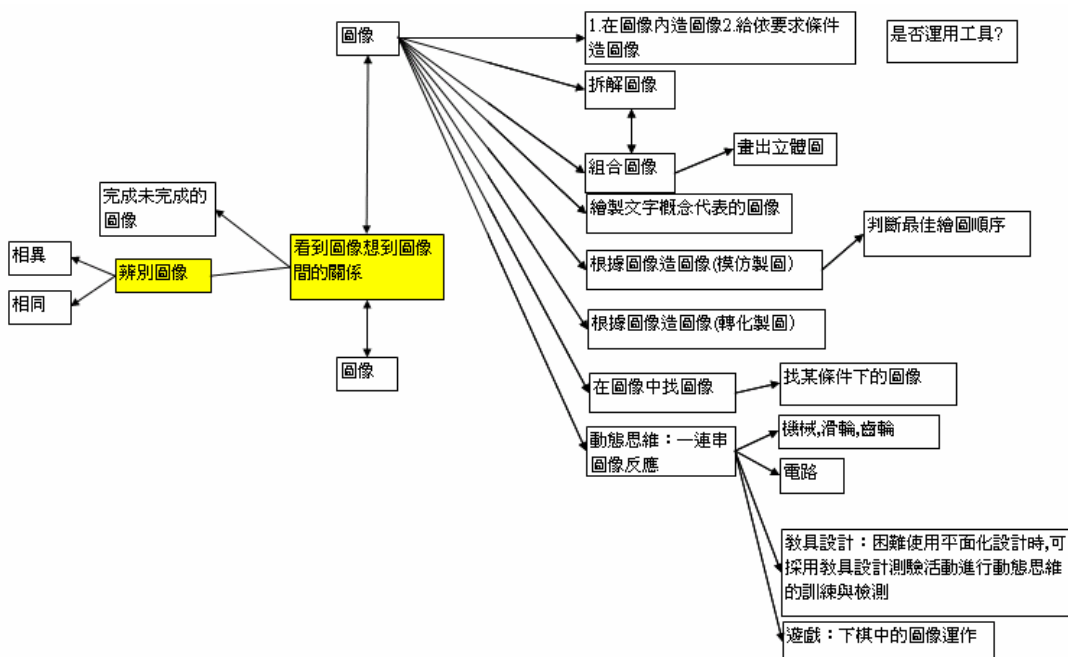 圖像
1.在圖像內造圖像2.給依要求條件
造圖像
是否運用工具?
拆解圖像
組合圖像
畫出立體圖
繪製文字概念代表的圖像
完成未完成的
圖像
看到圖像想到圖像
間的關係
辨別圖像
相異
相同
根據圖像造圖像(模仿製圖)
判斷最佳繪圖順序
根據圖像造圖像(轉化製圖)
圖像
在圖像中找圖像
找某條件下的圖像
動態思維：一連串
圖像反應
機械,滑輪,齒輪
電路
教具設計：困難使用平面化設計時,可
採用教具設計測驗活動進行動態思維
的訓練與檢測
遊戲：下棋中的圖像運作